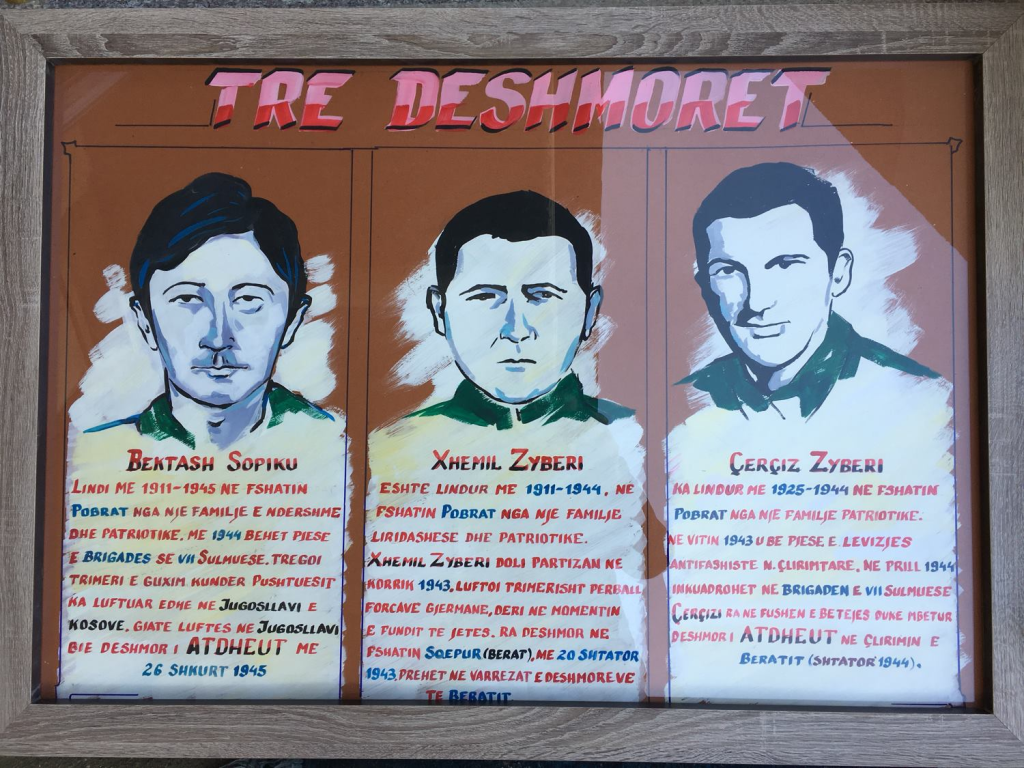 TRE DESHMORET
BEKTASH SOPIKU
LINDI ME 1911-1945 NE FSHATIN
POBRAT NGA NJE FAMILJE E NDERSHME
DHE PATRIOTIKE. ME 1944 BEHET PJESE
E BRIGADES SE VII SULMUESE. TREGOI
TRIMERI E GUXIM KUNDER PUSHTUESIT
KA LUFTUAR EDHE NE JUGOSLLAVI E
KOSOVE. GJATE LUFTES NE JUGOSLLAVI
BIE DESHMOR I ATDHEUT ME
26 SHKURT 1945
XHEMIL ZYBERI
ESHTE LINDUR ME 1911-1944, NE
FSHATIN POBRAT NGA NJE FAMILJE
LIRIDASHESE DHE PATRIOTIKE.
XHEMIL ZYBERI DOLI PARTIZAN NE
KORRIK 1943, LUFTOI TRIMERISHT PERBALL
FORCAVE GJERMANE, DERI NE MOMENTIN
E FUNDIT TE JETES. RA DESHMOR NE
FSHATIN SQEPUR (BERAT), ME 20 SHTATOR
1943, PREHET NE VARREZAT E DESHMOREVE
TE BERATIT
ÇERÇIZ ZYBERI
KA LINDUR ME 1925-1944 NE FSHATIN
POBRAT NGA NJE FAMILJE PATRIOTIKE.
NE VITIN 1943 U BE PJESE E LEVIZJES
ANTIFASHISTE N. ÇLIRIMTARE. NE PRILL 1944
INKUADROHET NE BRIGADEN E VII SULMUESE
ÇERÇIZI RA NE FUSHEN E BETEJES DUKE MBETUR
DESHMOR I ATDHEUT NE ÇLIRIMIN E
BERATIT (SHTATOR 1944).